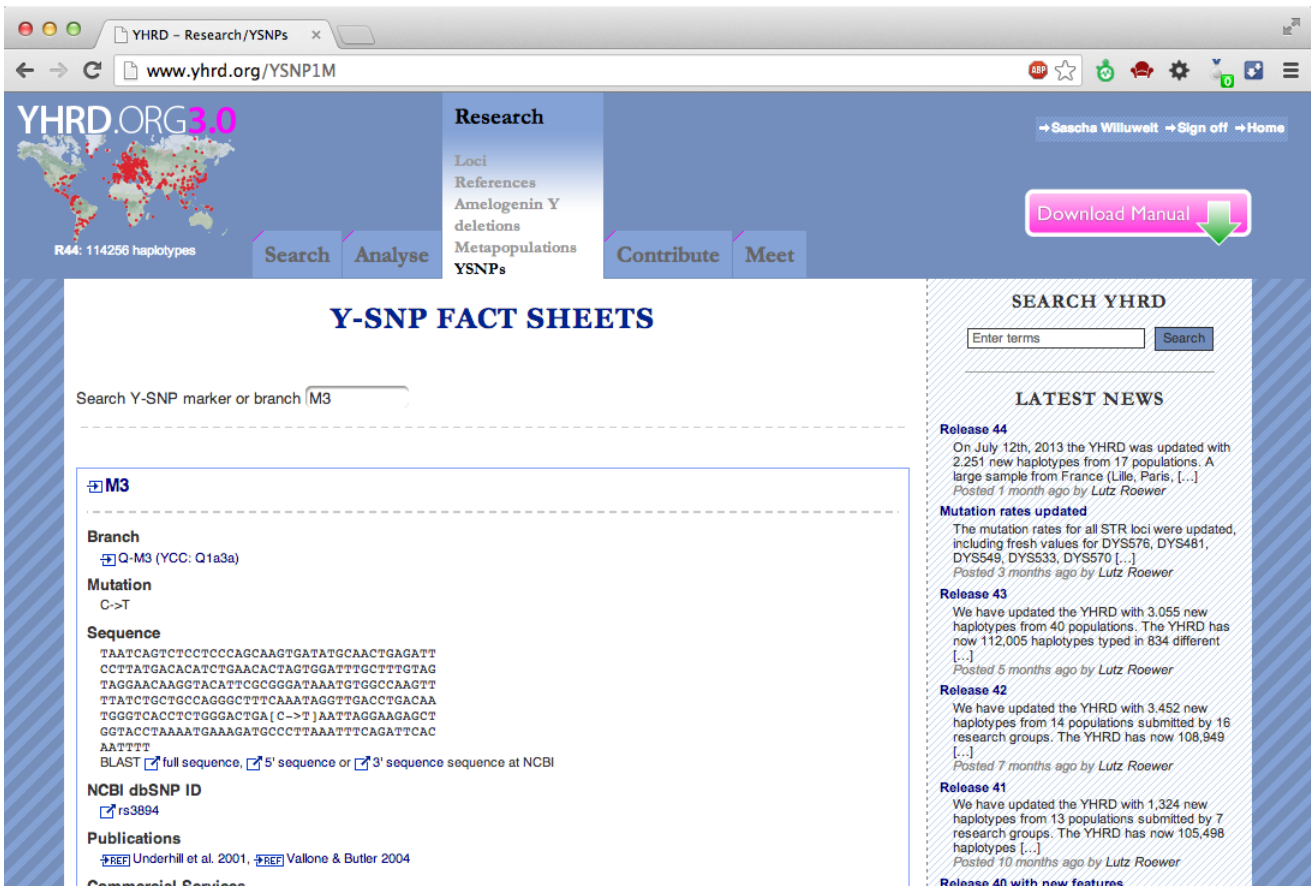 YHRD – Research/YSNPs ×
www.yhrd.org/YSNP1M
ABP
0
YHRD.ORG3.0
R44: 114256 haplotypes
Search
Analyse
Research
Loci
References
Amelogenin Y
deletions
Metapopulations
YSNPs
Contribute
Meet
→Sascha Willuweit →Sign off →Home
Download Manual
Y-SNP FACT SHEETS
Search Y-SNP marker or branch M3
M3
Branch
Q-M3 (YCC: Q1a3a)
Mutation
C->T
Sequence
TAATCAGTCTCCTCCCAGCAAGTGATATGCAACTGAGATT
CCTTATGACACATCTGAACACTAGTGGATTTGCTTTGTAG
TAGGAACAAGGTACATTCGCGGGATAAATGTGGCCAAGTT
TTATCTGCTGCCAGGGCTTTCAAATAGGTTGACCTGACAA
TGGGTCACCTCTGGGACTGA[C->T]AATTAGGAAGAGCT
GGTACCTAAAATGAAAGATGCCCTTAAATTTCAGATTCAC
AATTTT
BLAST full sequence, 5' sequence or 3' sequence sequence at NCBI
NCBI dbSNP ID
rs3894
Publications
REF Underhill et al. 2001, REF Vallone & Butler 2004
Commercial Services
SEARCH YHRD
Enter terms Search
LATEST NEWS
Release 44
On July 12th, 2013 the YHRD was updated with
2.251 new haplotypes from 17 populations. A
large sample from France (Lille, Paris, [...]
Posted 1 month ago by Lutz Roewer
Mutation rates updated
The mutation rates for all STR loci were updated,
including fresh values for DYS576, DYS481,
DYS549, DYS533, DYS570 [...]
Posted 3 months ago by Lutz Roewer
Release 43
We have updated the YHRD with 3.055 new
haplotypes from 40 populations. The YHRD has
now 112,005 haplotypes typed in 834 different
[...]
Posted 5 months ago by Lutz Roewer
Release 42
We have updated the YHRD with 3.452 new
haplotypes from 14 populations submitted by 16
research groups. The YHRD has now 108,949
[...]
Posted 7 months ago by Lutz Roewer
Release 41
We have updated the YHRD with 1,324 new
haplotypes from 13 populations submitted by 7
research groups. The YHRD has now 105,498
haplotypes [...]
Posted 10 months ago by Lutz Roewer
Release 40 with new features